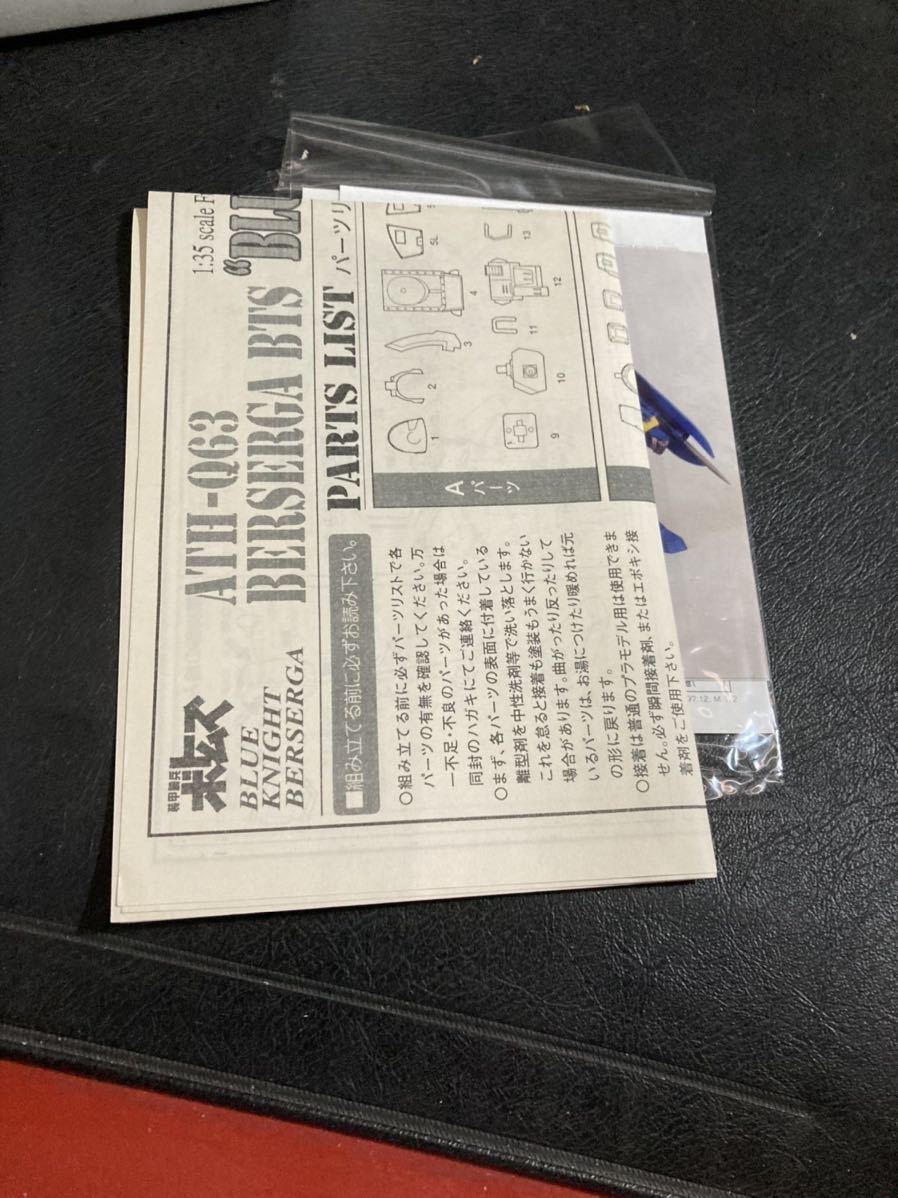 装甲騎兵
ボトムズ
BLUE
KNIGHT
BERSERGA
1:35 scale F
ATH-Q63
BERSERGA BTS “BLU
■組み立てる前に必ずお読み下さい。
○組み立てる前に必ずパーツリストで各
パーツの有無を確認してください。万
一不足・不良のパーツがあった場合は
同封のハガキにてご連絡ください。
○まず、各パーツの表面に付着している
離型剤を中性洗剤等で洗い落とします。
これを怠ると接着も塗装もうまく行かない
場合があります。曲がったり反ったりして
いるパーツは、お湯につけたり暖めれば元
の形に戻ります。
○接着は普通のプラモデル用は使用できま
せん。必ず瞬間接着剤、またはエポキシ接
着剤をご使用下さい。
PARTS LIST パーツリ
A
パーツ
1
2
3
4
5L
9
10
11
12
13